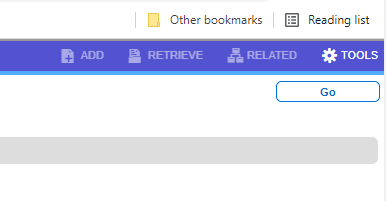 Other bookmarks Reading list
ADD RETRIEVE RELATED TOOLS
Go